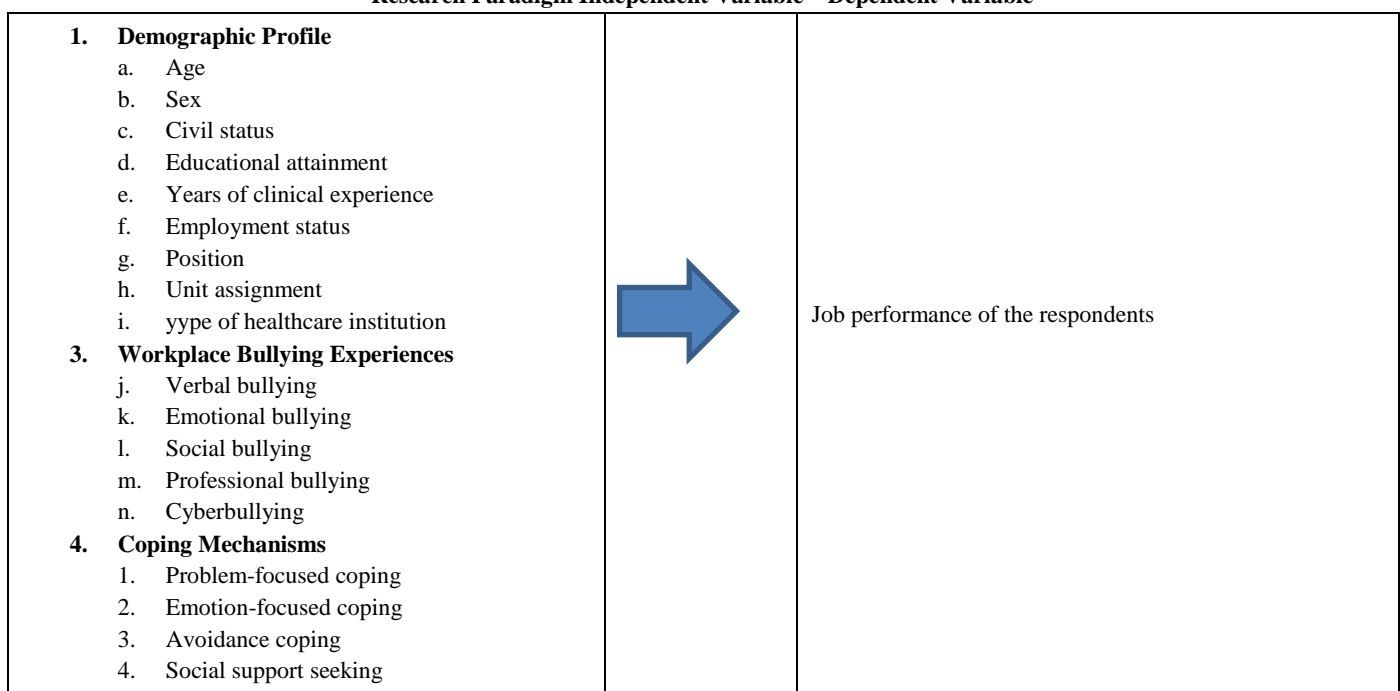 Research Paradigm Independent Variable – Dependent Variable
1. Demographic Profile
a. Age
b. Sex
c. Civil status
d. Educational attainment
e. Years of clinical experience
f. Employment status
g. Position
h. Unit assignment
i. yype of healthcare institution
3. Workplace Bullying Experiences
j. Verbal bullying
k. Emotional bullying
l. Social bullying
m. Professional bullying
n. Cyberbullying
4. Coping Mechanisms
1. Problem-focused coping
2. Emotion-focused coping
3. Avoidance coping
4. Social support seeking
Job performance of the respondents